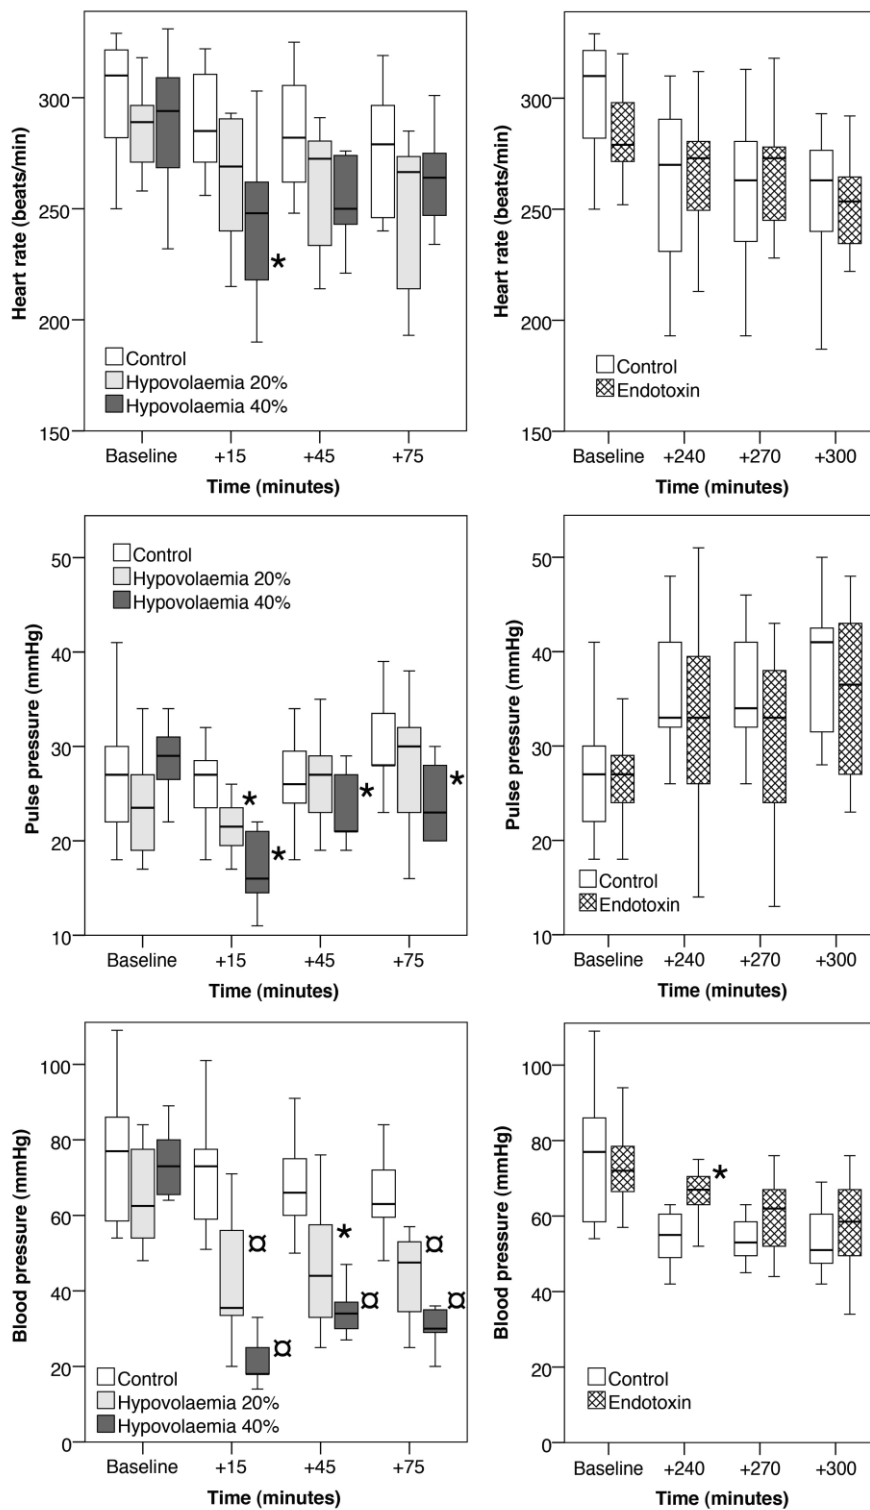 Heart rate (beats/min)
300
250
200
150
Control
Hypovolaemia 20%
Hypovolaemia 40%
*
Baseline
+15
+45
+75
Time (minutes)
Heart rate (beats/min)
300
250
200
150
Control
Endotoxin
Baseline
+240
+270
+300
Time (minutes)
Pulse pressure (mmHg)
50
40
30
20
10
Control
Hypovolaemia 20%
Hypovolaemia 40%
*
*
*
*
Baseline
+15
+45
+75
Time (minutes)
Pulse pressure (mmHg)
50
40
30
20
10
Control
Endotoxin
Baseline
+240
+270
+300
Time (minutes)
Blood pressure (mmHg)
100
80
60
40
20
0
¤
¤
*
¤
¤
¤
Control
Hypovolaemia 20%
Hypovolaemia 40%
Baseline
+15
+45
+75
Time (minutes)
Blood pressure (mmHg)
100
80
60
40
20
0
*
Control
Endotoxin
Baseline
+240
+270
+300
Time (minutes)